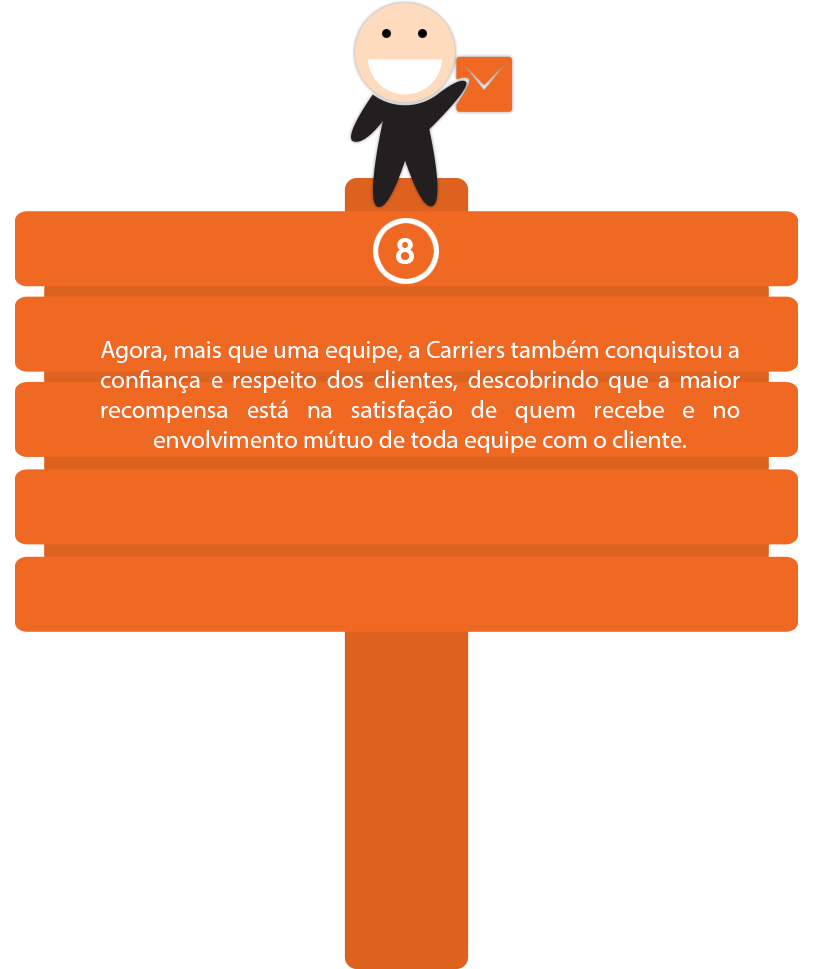 8
Agora, mais que uma equipe, a Carriers também conquistou a
confiança e respeito dos clientes, descobrindo que a maior
recompensa está na satisfação de quem recebe e no
envolvimento mútuo de toda equipe com o cliente.